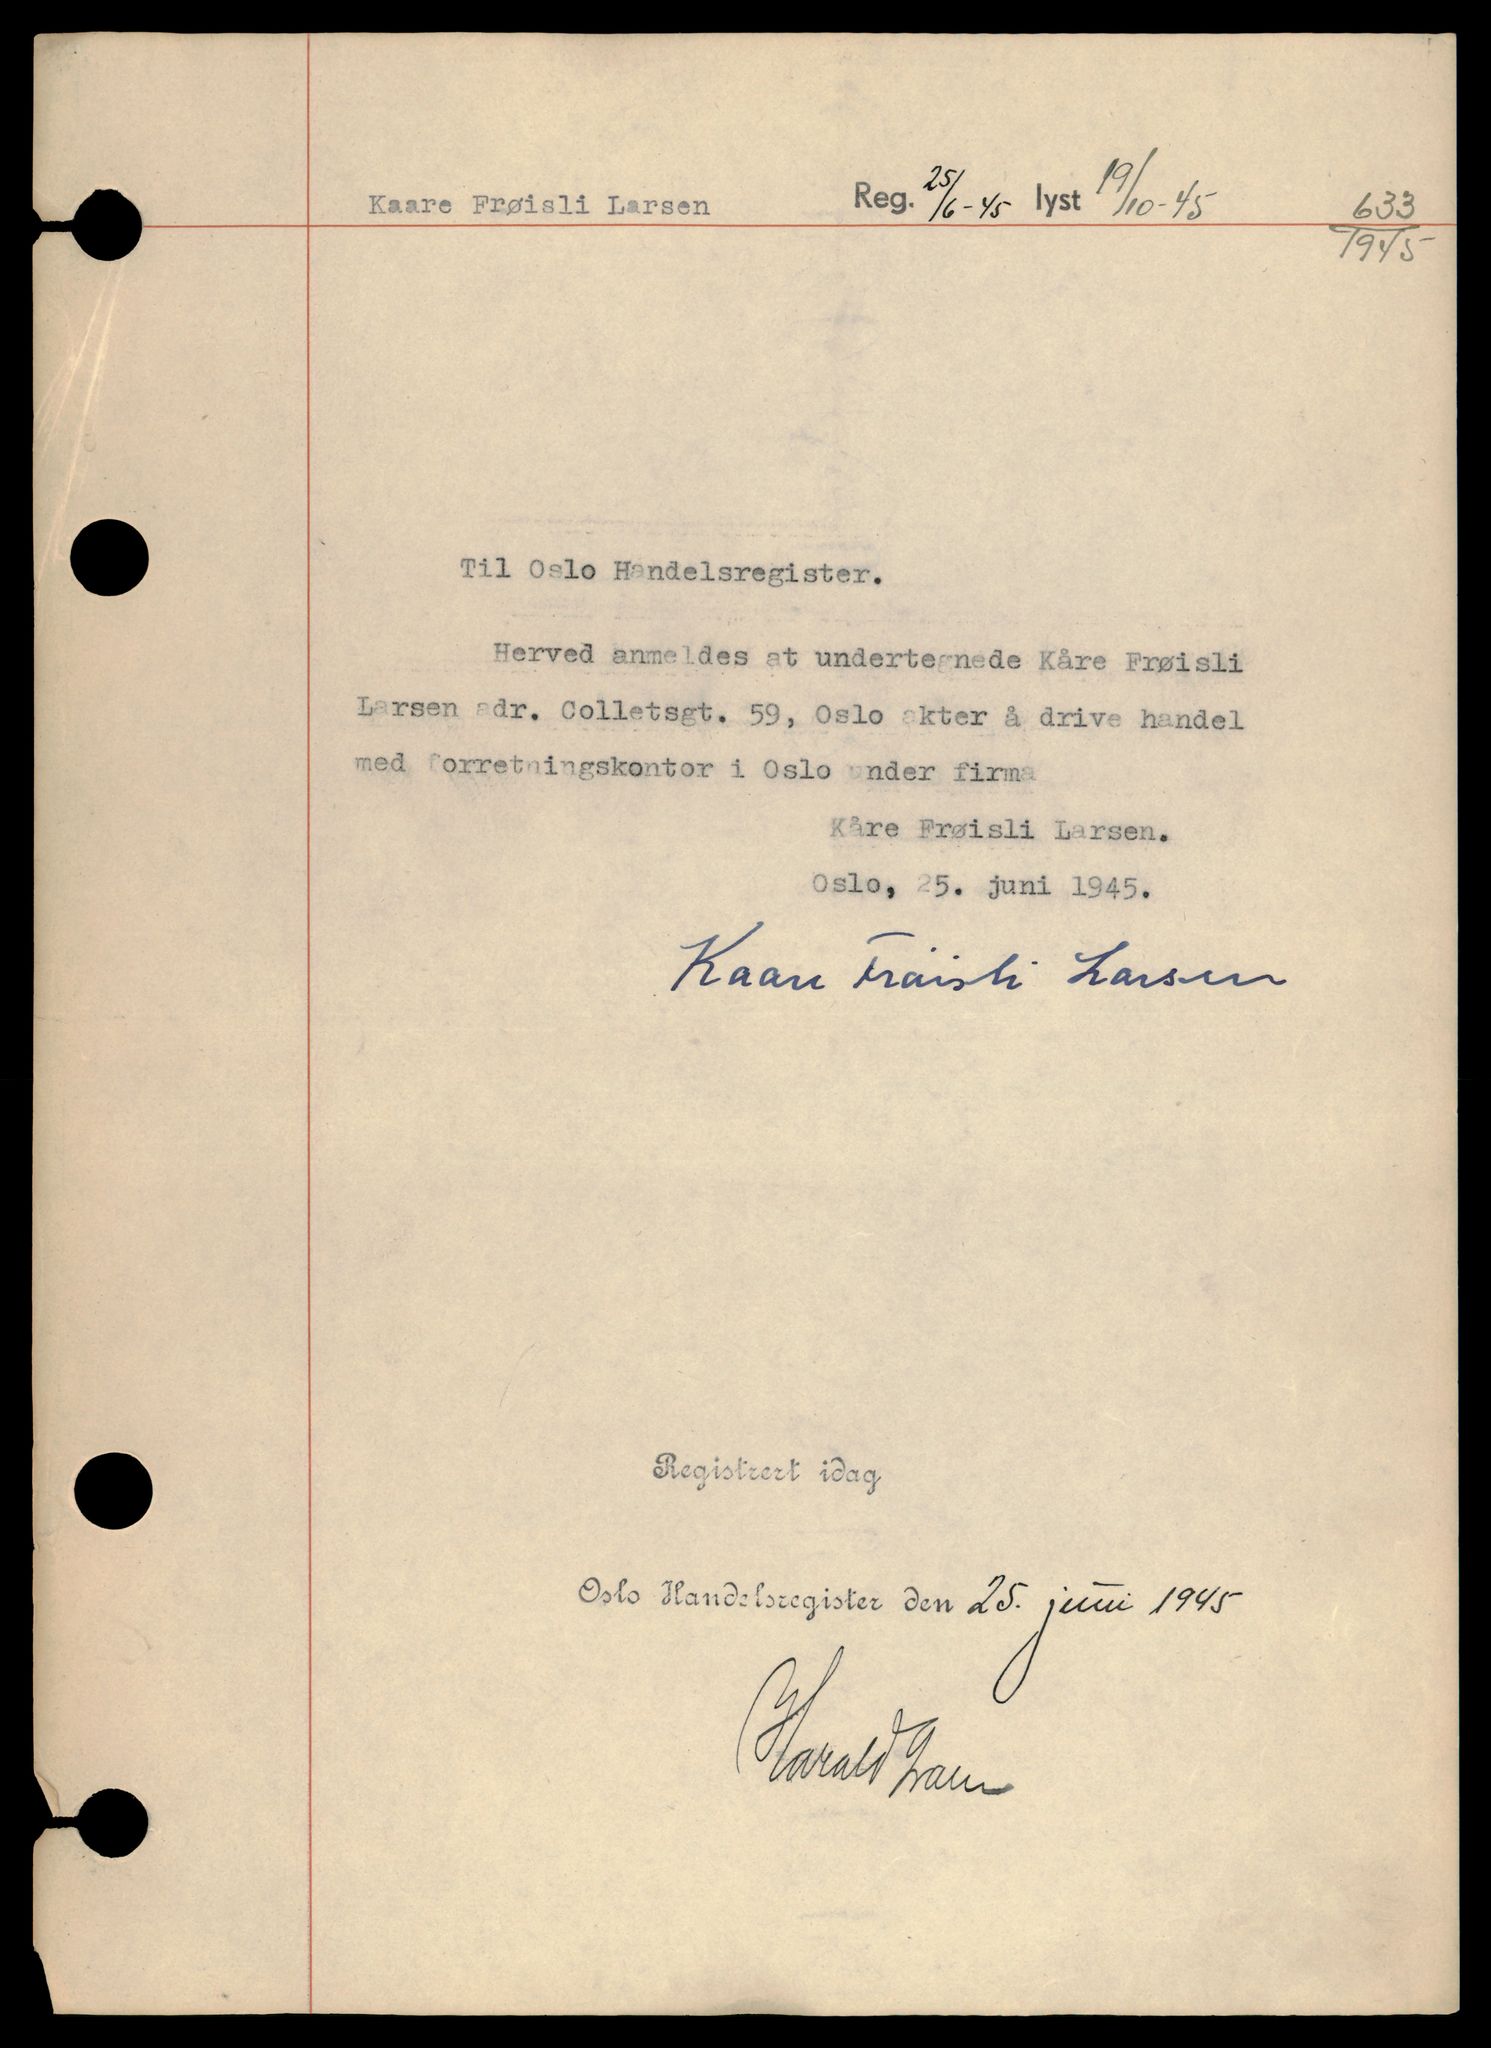 Kaare Frøisli Larsen Reg. 25/6-45 lyst 19/10-45 633
1945
Til Oslo Handelsregister.
Herved anmeldes at undertegnede Kåre Frøisli
Larsen adr. Colletsgt. 59, Oslo akter å drive handel
med forretningskontor i Oslo under firma
Kåre Frøisli Larsen.
Oslo, 25. juni 1945.
Kaare Frøisli Larsen
Registrert idag
Oslo Handelsregister den 25. juni 1945
Harald